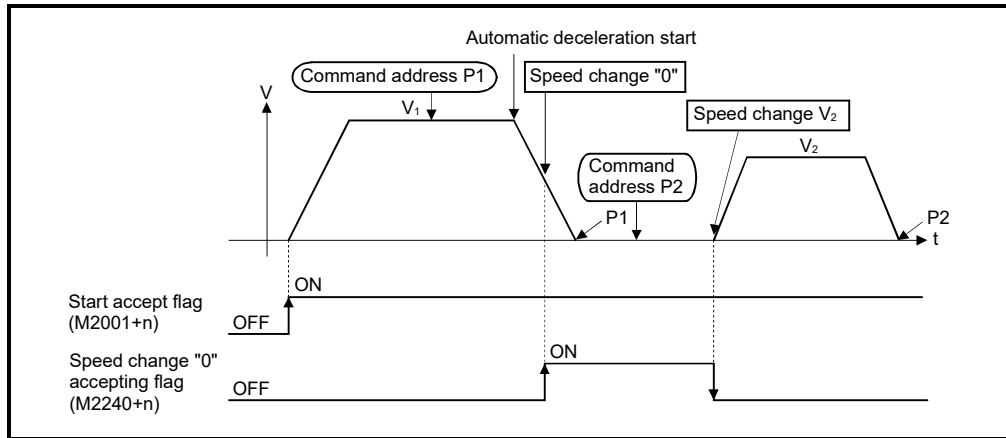 Automatic deceleration start
Command address P1
Speed change "0"
V
V₁
Speed change V₂
Command
address P2
V₂
P1
P2
t
ON
Start accept flag
(M2001+n)
OFF
Speed change "0"
accepting flag
(M2240+n)
ON
OFF